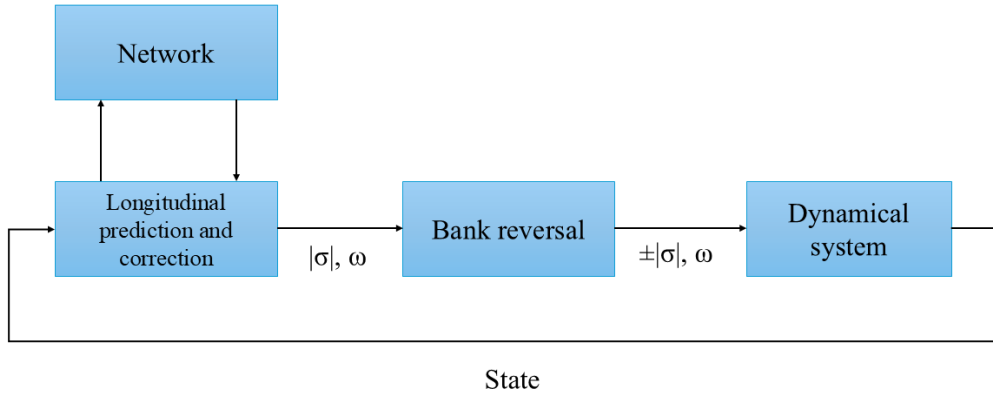 Network
Longitudinal
prediction and
correction
|σ|, ω
Bank reversal
±|σ|, ω
Dynamical
system
State